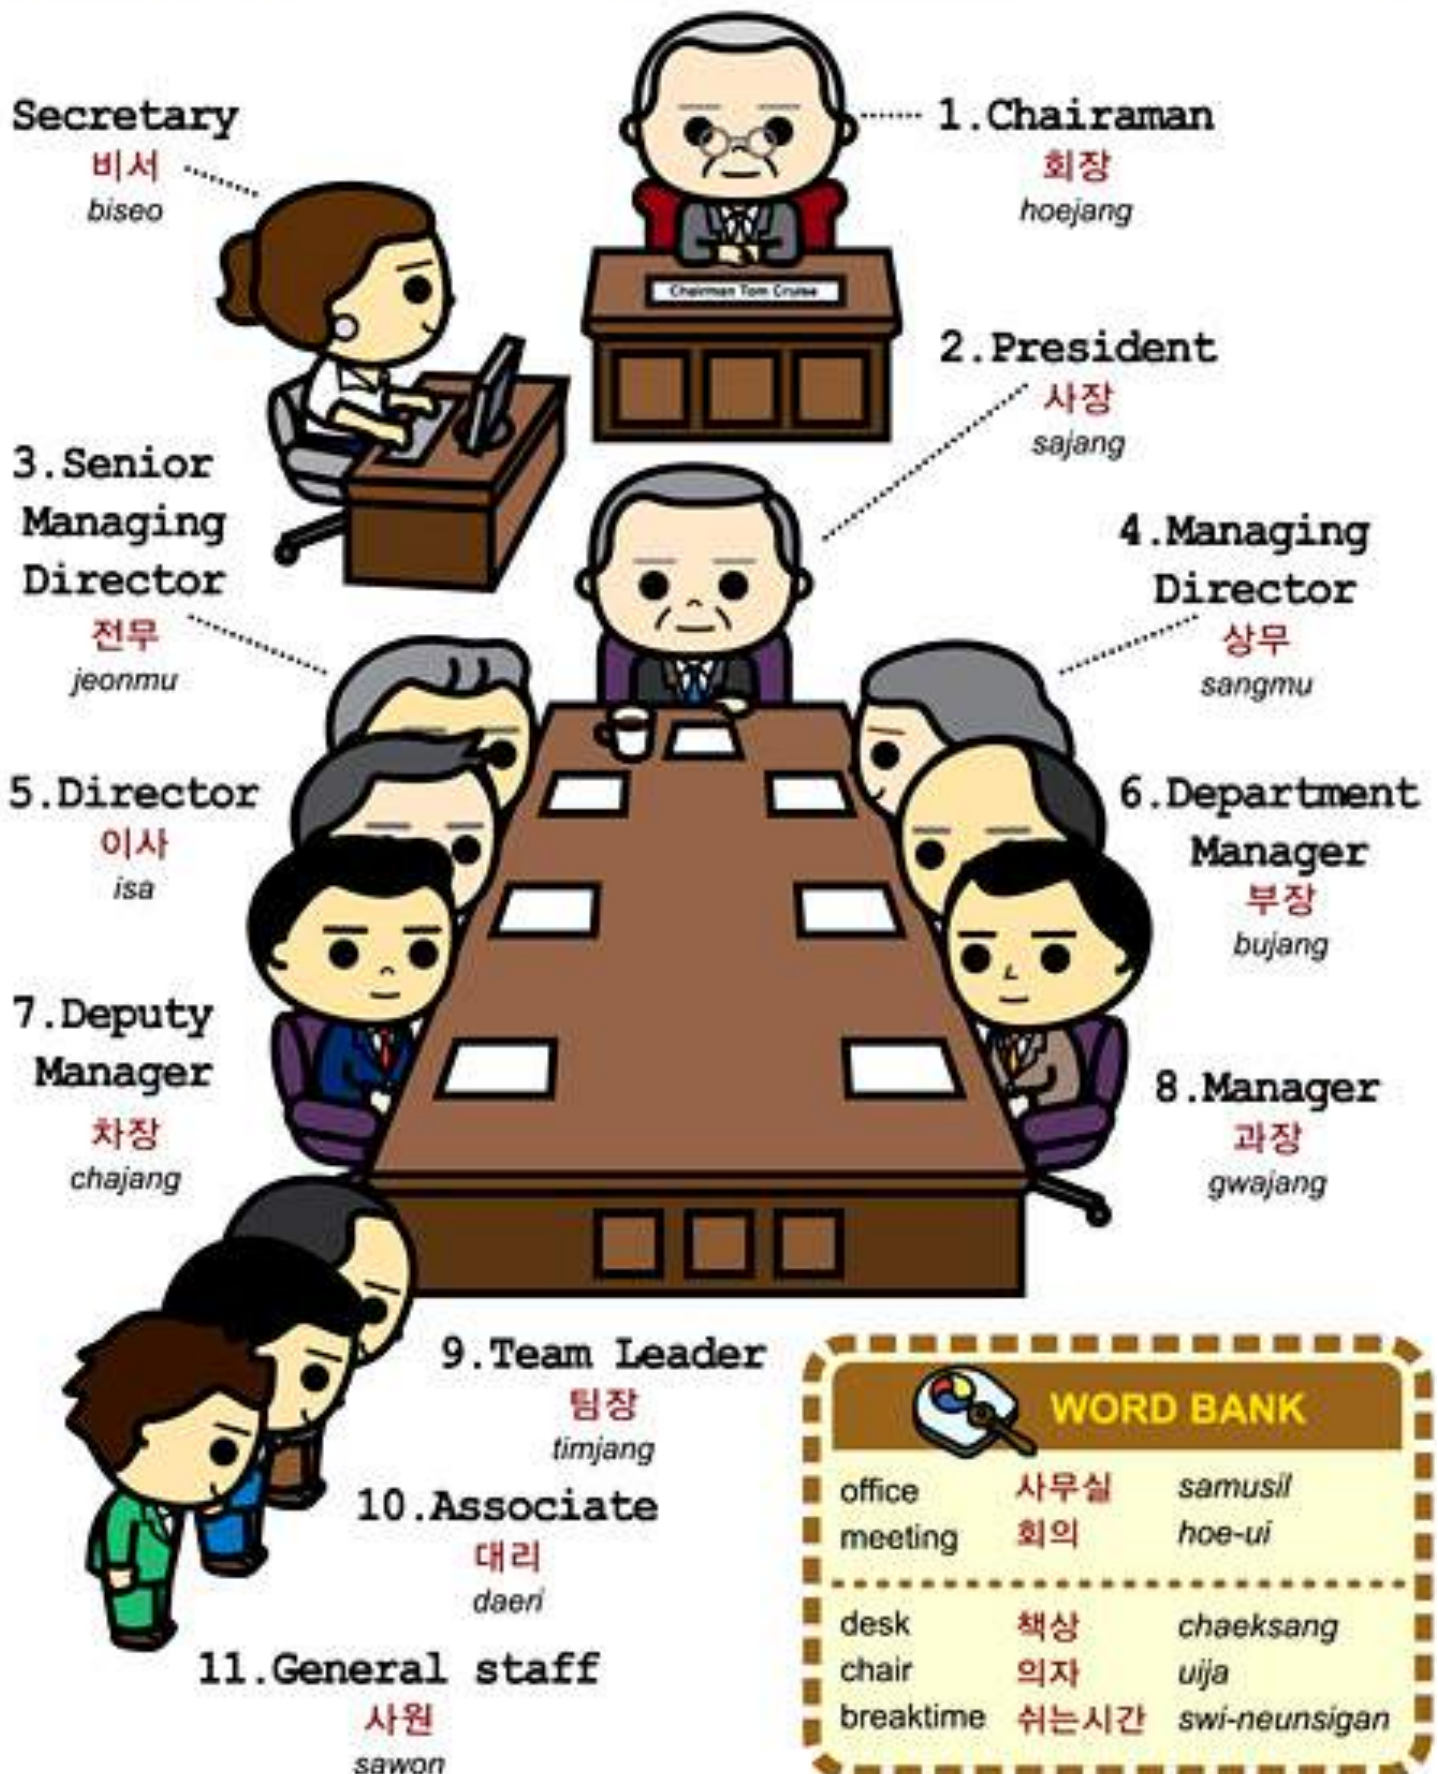 Secretary
비서
biseo
1.Chairaman
회장
hoejang
Chairman Tom Cruise
2.President
사장
sajang
3.Senior
Managing
Director
전무
jeonmu
4.Managing
Director
상무
sangmu
5.Director
이사
isa
6.Department
Manager
부장
bujang
7.Deputy
Manager
차장
chajang
8.Manager
과장
gwajang
9.Team Leader
팀장
timjang
10.Associate
대리
daeri
11.General staff
사원
sawon
WORD BANK
office 사무실 samusil
meeting 회의 hoe-ui
desk 책상 chaeksang
chair 의자 uija
breaktime 쉬는시간 swi-neunsigan